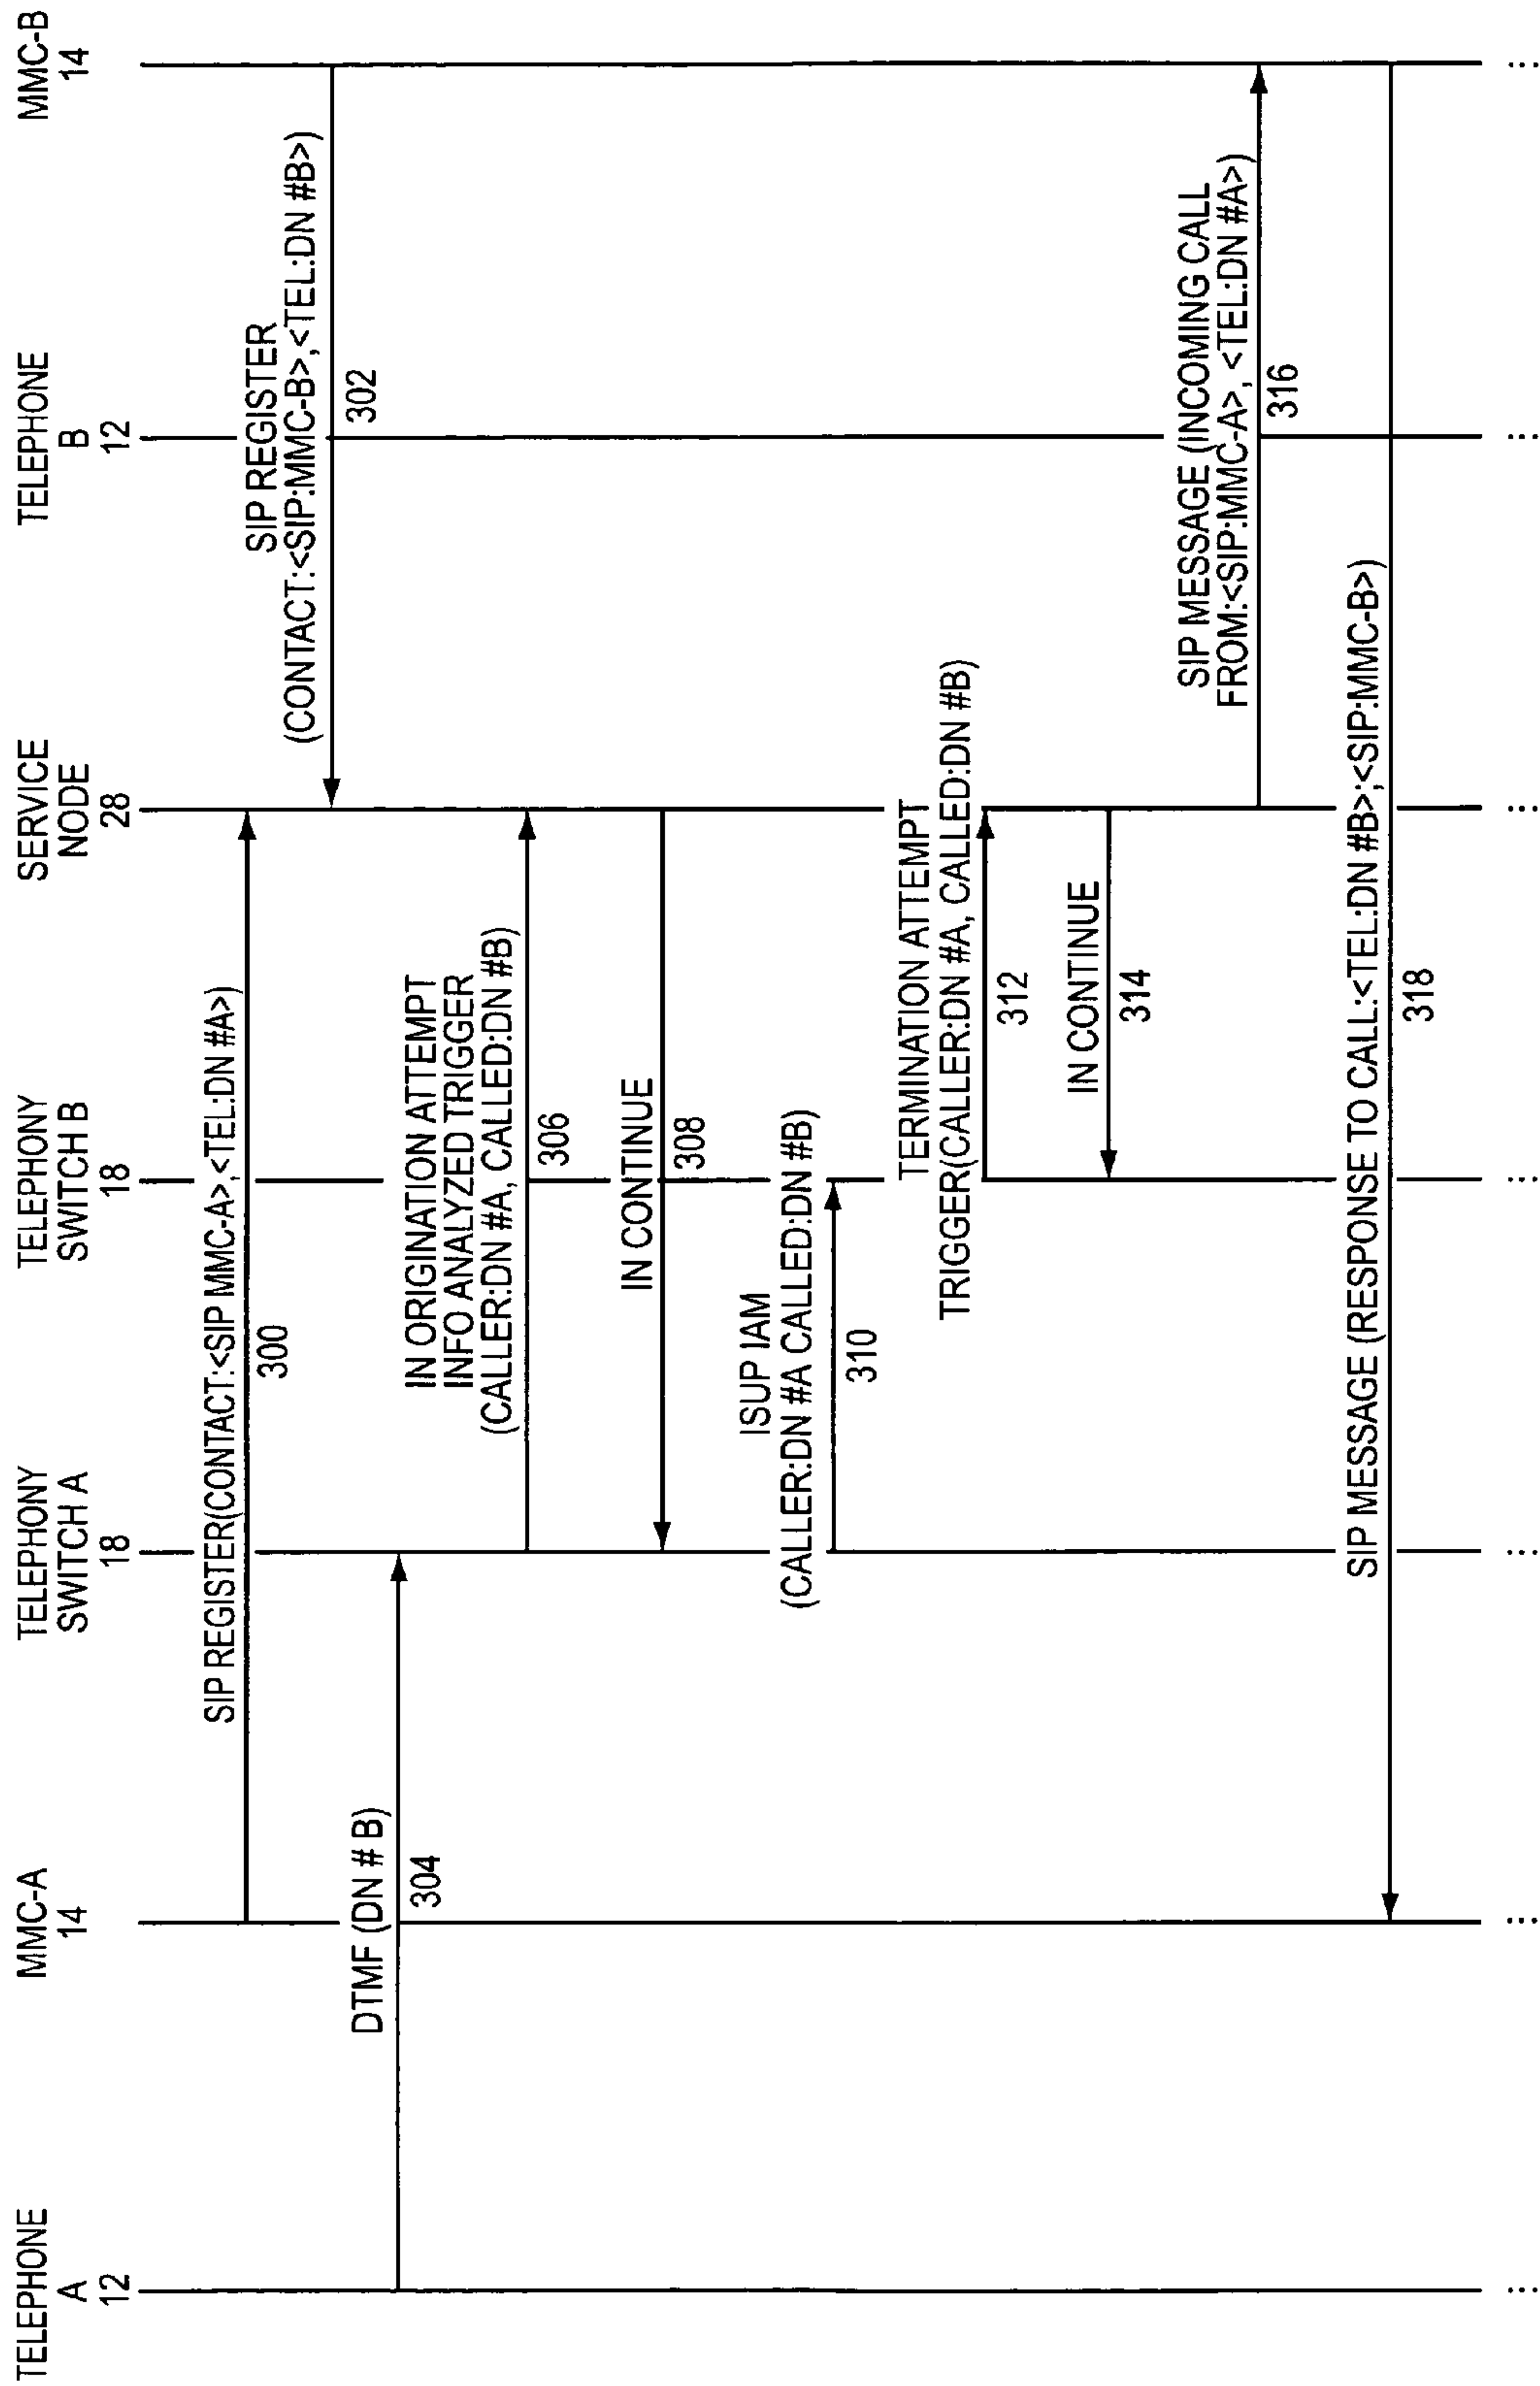 TELEPHONE
A
12
MMC-A
14
TELEPHONY
SWITCH A
18
TELEPHONY
SWITCH B
18
SERVICE
NODE
28
TELEPHONE
B
12
MMC-B
14
SIP REGISTER(CONTACT:<SIP MMC-A>,<TEL:DN #A>)
300
SIP REGISTER
(CONTACT:<SIP:MMC-B>,<TEL:DN #B>)
302
DTMF (DN # B)
304
IN ORIGINATION ATTEMPT
INFO ANALYZED TRIGGER
(CALLER:DN #A, CALLED:DN #B)
306
IN CONTINUE
308
ISUP IAM
(CALLER:DN #A CALLED:DN #B)
310
TERMINATION ATTEMPT
TRIGGER(CALLER:DN #A, CALLED:DN #B)
312
IN CONTINUE
314
SIP MESSAGE (INCOMING CALL
FROM:<SIP:MMC-A>, <TEL:DN #A>)
316
SIP MESSAGE (RESPONSE TO CALL:<TEL:DN #B>;<SIP:MMC-B>)
318